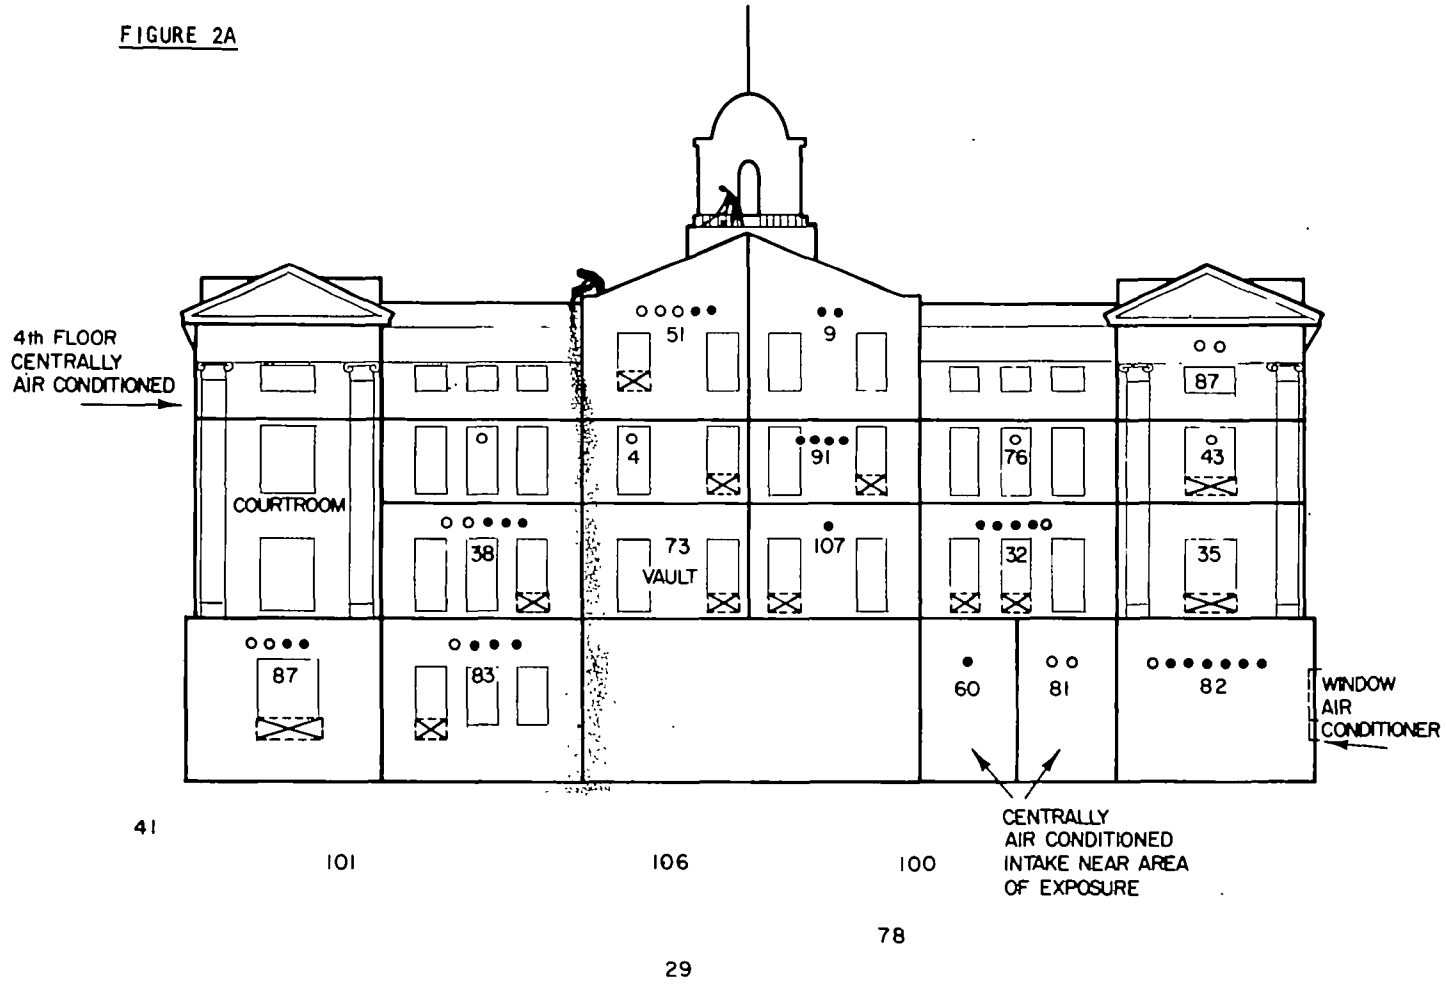 FIGURE 2A
4th FLOOR
CENTRALLY
AIR CONDITIONED
51
9
87
4
91
76
43
COURTROOM
38
73
VAULT
107
32
35
87
83
60
81
82
WINDOW
AIR
CONDITIONER
CENTRALLY
AIR CONDITIONED
INTAKE NEAR AREA
OF EXPOSURE
41
101
106
100
78
29